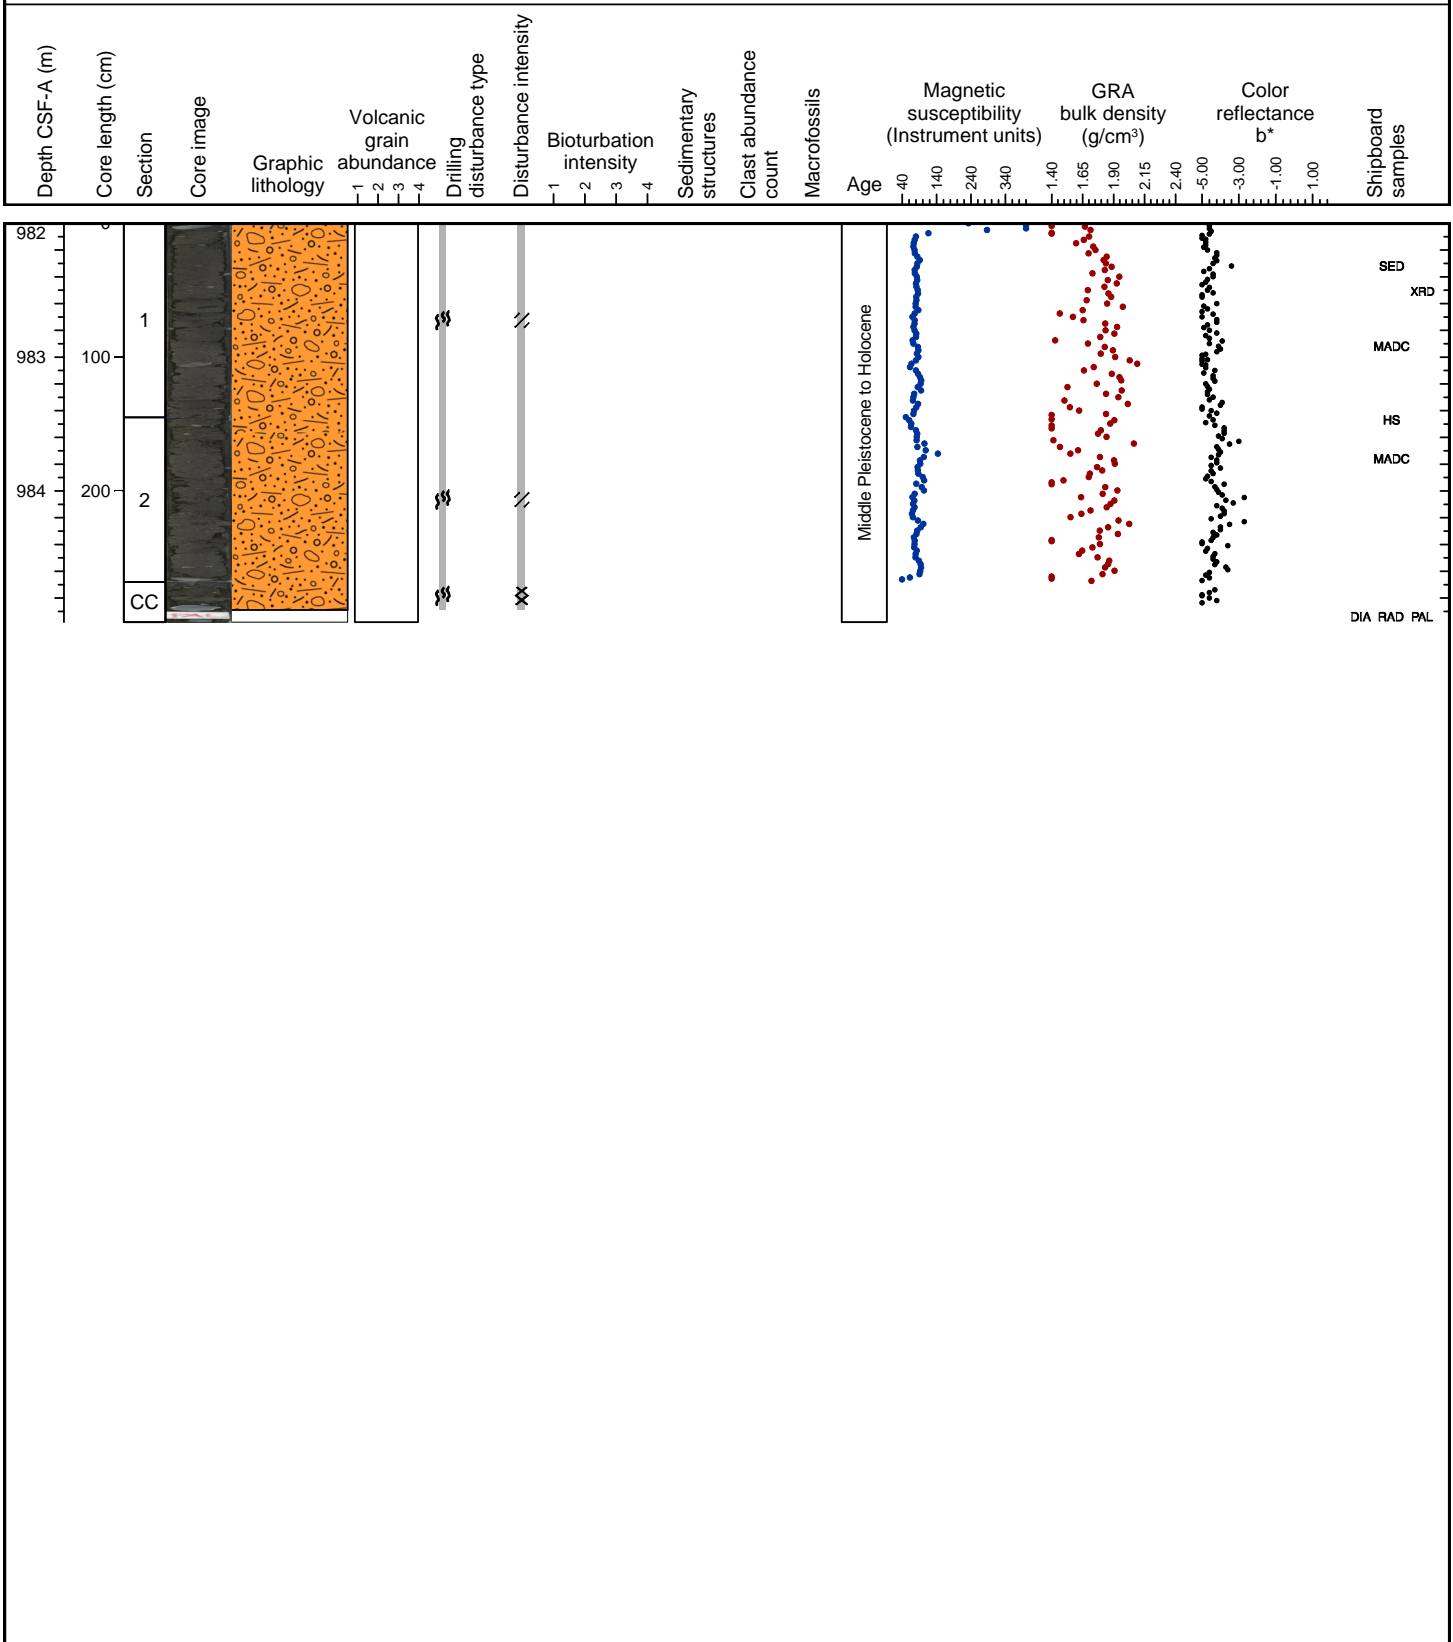 Depth CSF-A (m)
Core length (cm)
Section
Core image
Graphic
lithology
Volcanic
grain
abundance
1 2 3 4
Drilling
disturbance type
Disturbance intensity
Bioturbation
intensity
1 2 3 4
Sedimentary
structures
Clast abundance
count
Macrofossils
Age
Magnetic
susceptibility
(Instrument units)
40 140 240 340
GRA
bulk density
(g/cm³)
1.40 1.65 1.90 2.15 2.40
Color
reflectance
b*
-5.00 -3.00 -1.00 1.00
Shipboard
samples
982
0
SED
XRD
1
983
100
MADC
HS
MADC
984
200
2
CC
PAL
Middle Pleistocene to Holocene
DIA RAD PAL